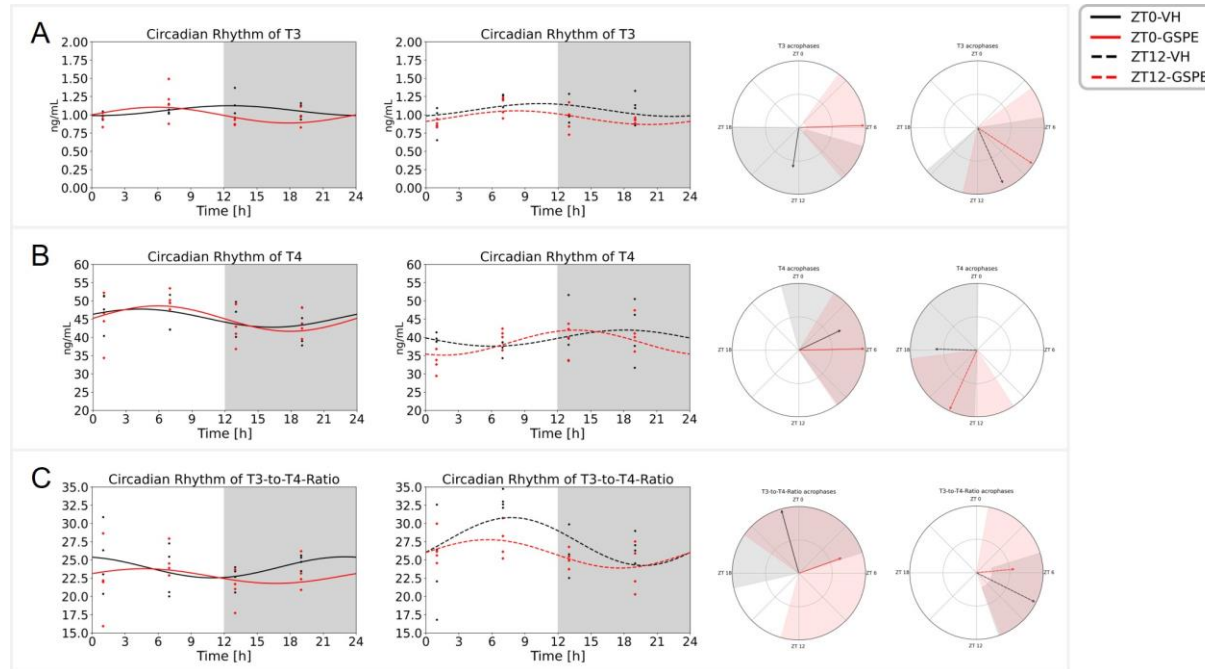 ZT0-VH
ZT0-GSPE
ZT12-VH
ZT12-GSPE
A
Circadian Rhythm of T3
2.00
1.75
1.50
1.25
1.00
0.75
0.50
0.25
0.00
ng/mL
0 3 6 9 12 15 18 21 24
Time [h]
Circadian Rhythm of T3
2.00
1.75
1.50
1.25
1.00
0.75
0.50
0.25
0.00
ng/mL
0 3 6 9 12 15 18 21 24
Time [h]
T3 acrophases
ZT 0
ZT 18
ZT 6
ZT 12
T3 acrophases
ZT 0
ZT 18
ZT 6
ZT 12
B
Circadian Rhythm of T4
60
55
50
45
40
35
30
25
20
ng/mL
0 3 6 9 12 15 18 21 24
Time [h]
Circadian Rhythm of T4
60
55
50
45
40
35
30
25
20
ng/mL
0 3 6 9 12 15 18 21 24
Time [h]
T4 acrophases
ZT 0
ZT 18
ZT 6
ZT 12
T4 acrophases
ZT 0
ZT 18
ZT 6
ZT 12
C
Circadian Rhythm of T3-to-T4-Ratio
35.0
32.5
30.0
27.5
25.0
22.5
20.0
17.5
15.0
0 3 6 9 12 15 18 21 24
Time [h]
Circadian Rhythm of T3-to-T4-Ratio
35.0
32.5
30.0
27.5
25.0
22.5
20.0
17.5
15.0
0 3 6 9 12 15 18 21 24
Time [h]
T3-to-T4-Ratio acrophases
ZT 0
ZT 18
ZT 6
ZT 12
T3-to-T4-Ratio acrophases
ZT 0
ZT 18
ZT 6
ZT 12